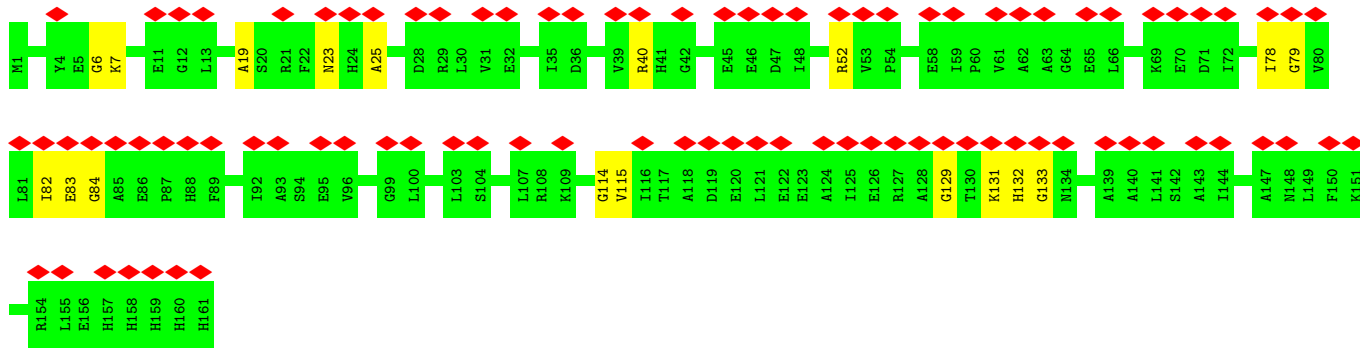 M1 Y4 E5 G6 K7 E11 G12 L13 A19 S20 R21 F22 N23 H24 A25 D28 R29 L30 V31 E32 I35 D36 V39 R40 H41 G42 E45 E46 D47 I48 R52 V53 P54 E58 I59 P60 V61 A62 A63 G64 E65 L66 K69 E70 D71 I72 I78 G79 V80
L81 I82 E83 G84 A85 E86 P87 H88 F89 I92 A93 S94 E95 V96 G99 L100 L103 S104 L107 R108 K109 G114 V115 I116 T117 A118 D119 E120 L121 E122 E123 A124 I125 E126 R127 A128 G129 T130 K131 H132 G133 N134 A139 A140 L141 S142 A143 I144 A147 N148 L149 F150 K151
R154 L155 E156 H157 H158 H159 H160 H161